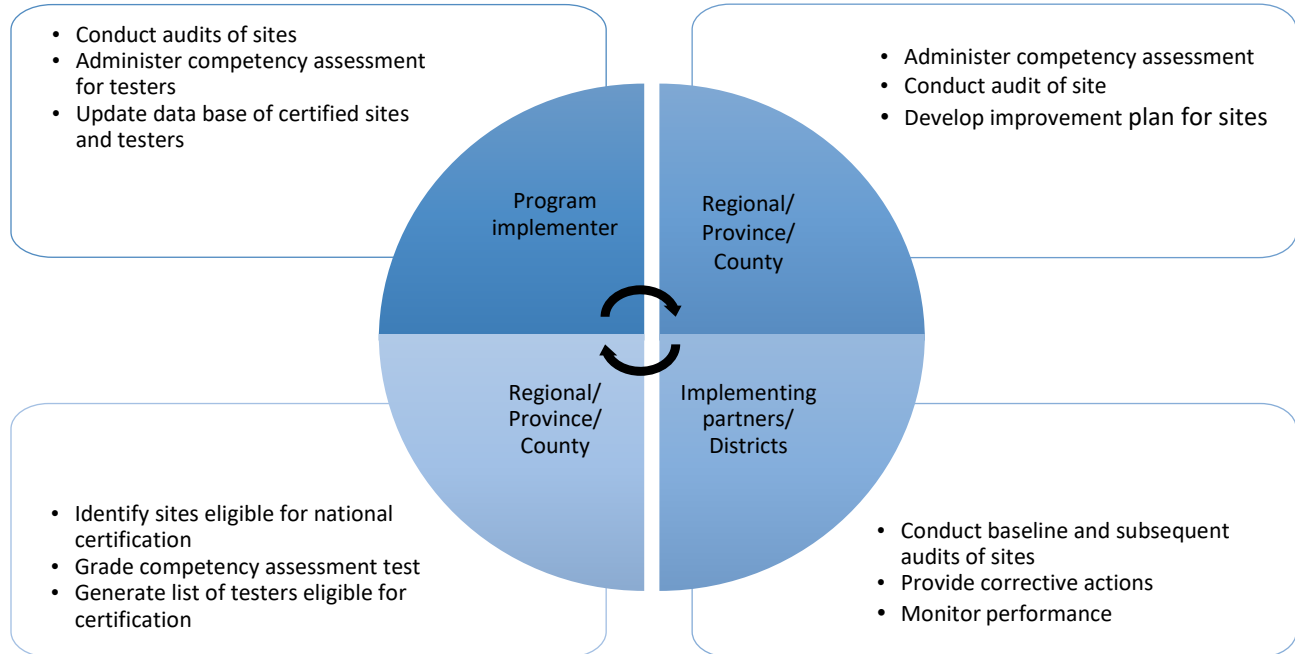 • Conduct audits of sites
• Administer competency assessment
for testers
• Update data base of certified sites
and testers
• Administer competency assessment
• Conduct audit of site
• Develop improvement plan for sites
Program
implementer
Regional/
Province/
County
Regional/
Province/
County
Implementing
partners/
Districts
• Identify sites eligible for national
certification
• Grade competency assessment test
• Generate list of testers eligible for
certification
• Conduct baseline and subsequent
audits of sites
• Provide corrective actions
• Monitor performance